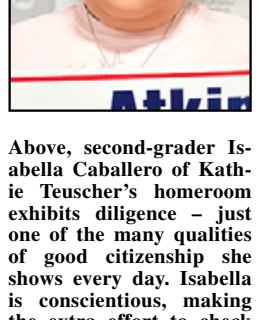 Atkin
Above, second-grader Is-
abella Caballero of Kath-
ie Teuscher's homeroom
exhibits diligence – just
one of the many qualities
of good citizenship she
shows every day. Isabella
is conscientious, making
the extra effort to check